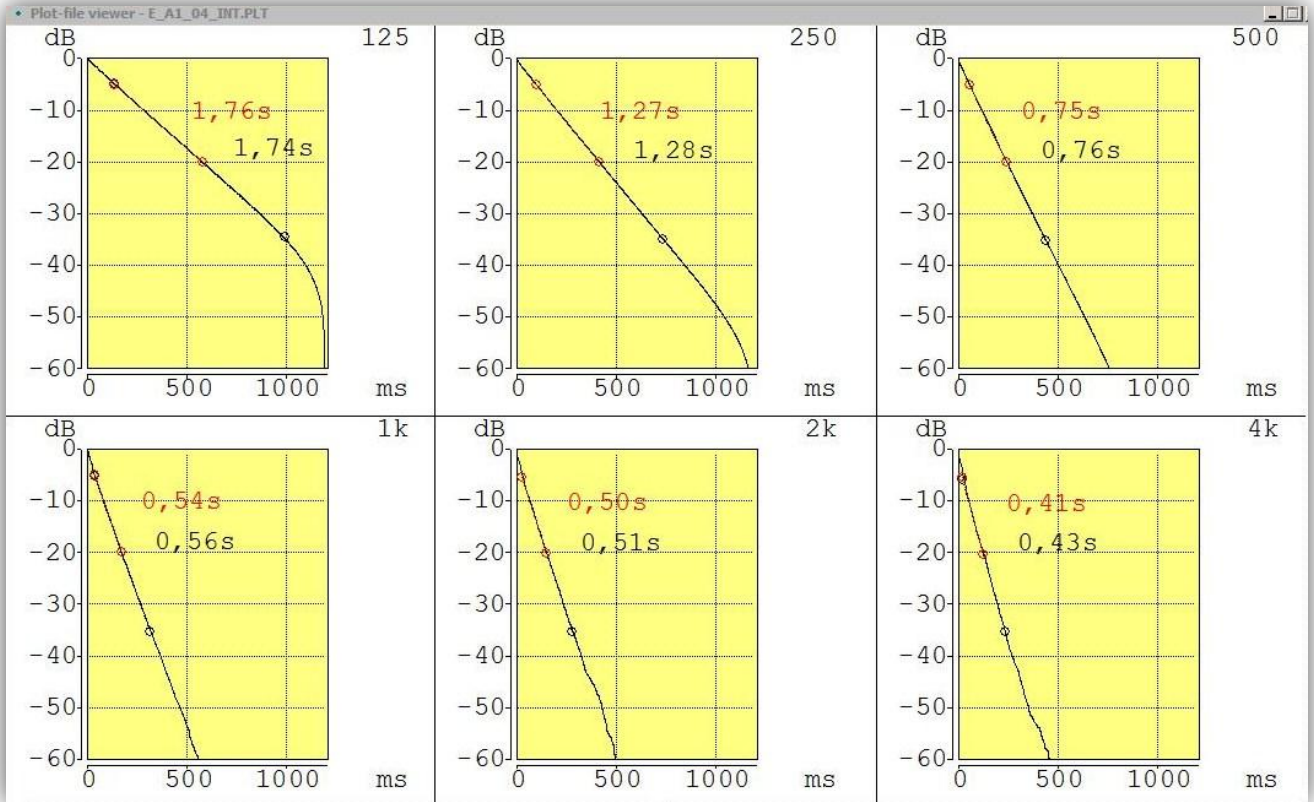 Plot-file viewer - E_A1_04_INT.PLT
dB 125
0
-10
-20
-30
-40
-50
-60
1,76s
1,74s
0 500 1000 ms
dB 250
0
-10
-20
-30
-40
-50
-60
1,27s
1,28s
0 500 1000 ms
dB 500
0
-10
-20
-30
-40
-50
-60
0,75s
0,76s
0 500 1000 ms
dB 1k
0
-10
-20
-30
-40
-50
-60
0,54s
0,56s
0 500 1000 ms
dB 2k
0
-10
-20
-30
-40
-50
-60
0,50s
0,51s
0 500 1000 ms
dB 4k
0
-10
-20
-30
-40
-50
-60
0,41s
0,43s
0 500 1000 ms